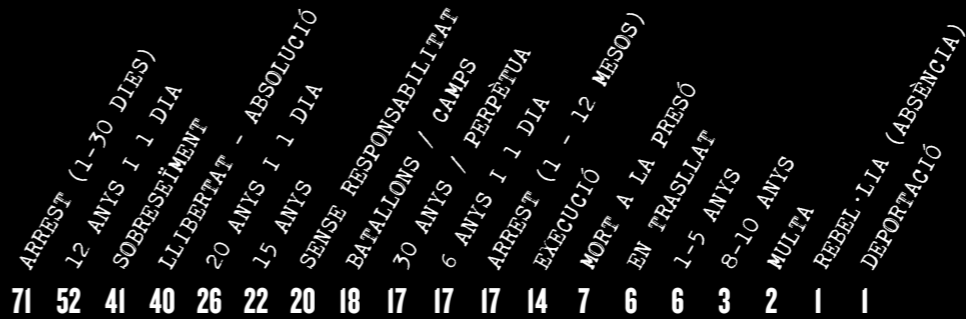 ARREST (1-30 DIES)
12 ANYS I 1 DIA
SOBRESEÏMENT
LLIBERTAT - ABSOLUCIÓ
20 ANYS I 1 DIA
15 ANYS
SENSE RESPONSABILITAT
BATALLONS / CAMPS
30 ANYS / PERPÈTUA
6 ANYS I 1 DIA
ARREST (1 - 12 MESOS)
EXECUCIÓ
MORT A LA PRESÓ
EN TRASLLAT
1-5 ANYS
8-10 ANYS
MULTA
REBEL·LIA (ABSÈNCIA)
DEPORTACIÓ
71 52 41 40 26 22 20 18 17 17 17 14 7 6 6 3 2 1 1